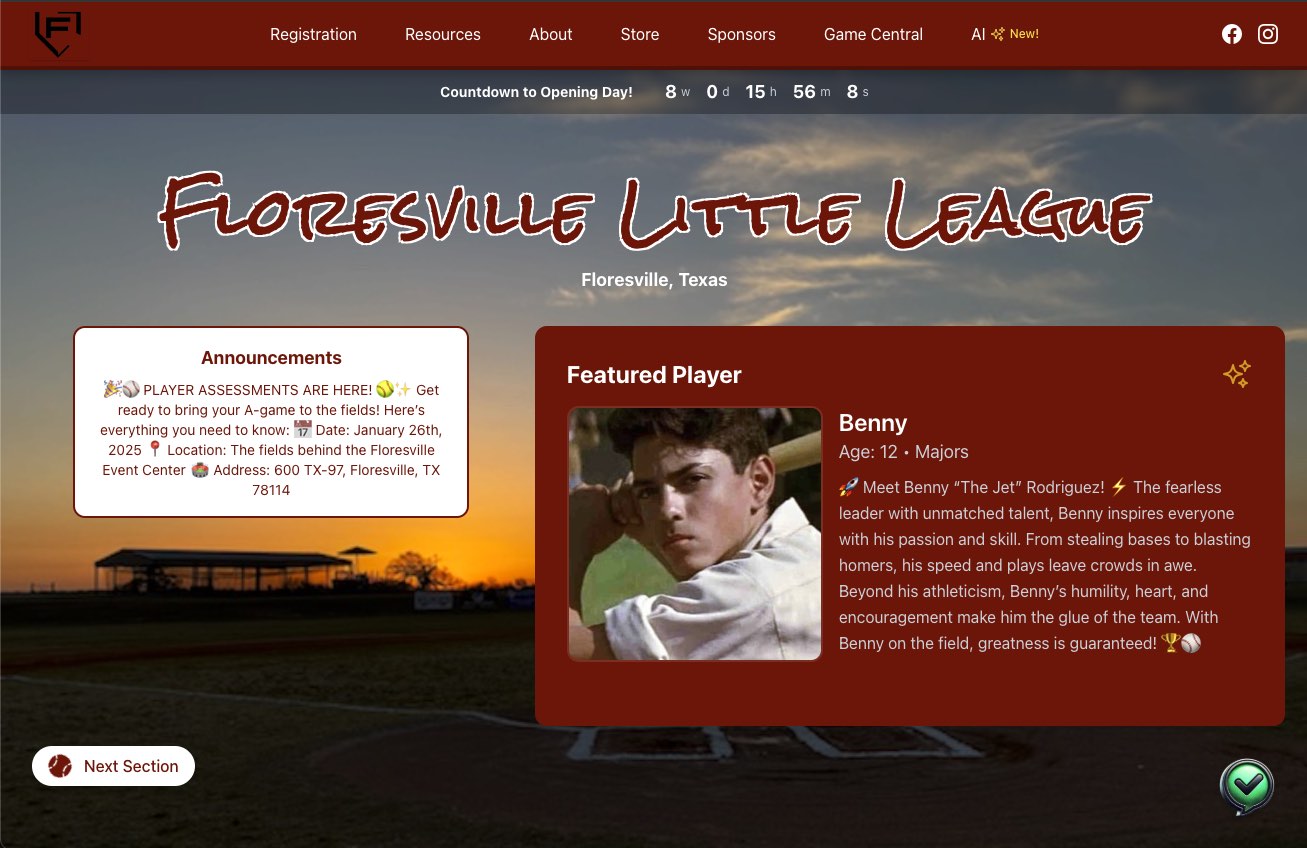 Registration
Resources
About
Store
Sponsors
Game Central
AI ✨ New!
Countdown to Opening Day! 8 w 0 d 15 h 56 m 8 s
Floresville Little League
Floresville, Texas
Announcements
🎉⚾ PLAYER ASSESSMENTS ARE HERE! 🥎✨ Get
ready to bring your A-game to the fields! Here’s
everything you need to know: 📅 Date: January 26th,
2025 📍 Location: The fields behind the Floresville
Event Center 🏟️ Address: 600 TX-97, Floresville, TX
78114
Featured Player
Benny
Age: 12 • Majors
🚀 Meet Benny “The Jet” Rodriguez! ⚡ The fearless
leader with unmatched talent, Benny inspires everyone
with his passion and skill. From stealing bases to blasting
homers, his speed and plays leave crowds in awe.
Beyond his athleticism, Benny’s humility, heart, and
encouragement make him the glue of the team. With
Benny on the field, greatness is guaranteed! 🏆⚾
Next Section